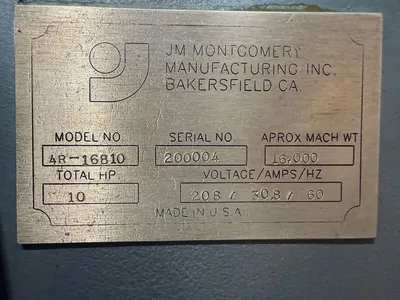 JM MONTGOMERY
MANUFACTURING INC.
BAKERSFIELD CA.
MODEL NO. SERIAL NO. APROX MACH WT
4R-16810 200004 16,000
TOTAL HP VOLTAGE/AMPS/HZ
10 208 / 30.8 / 60
MADE IN U.S.A.